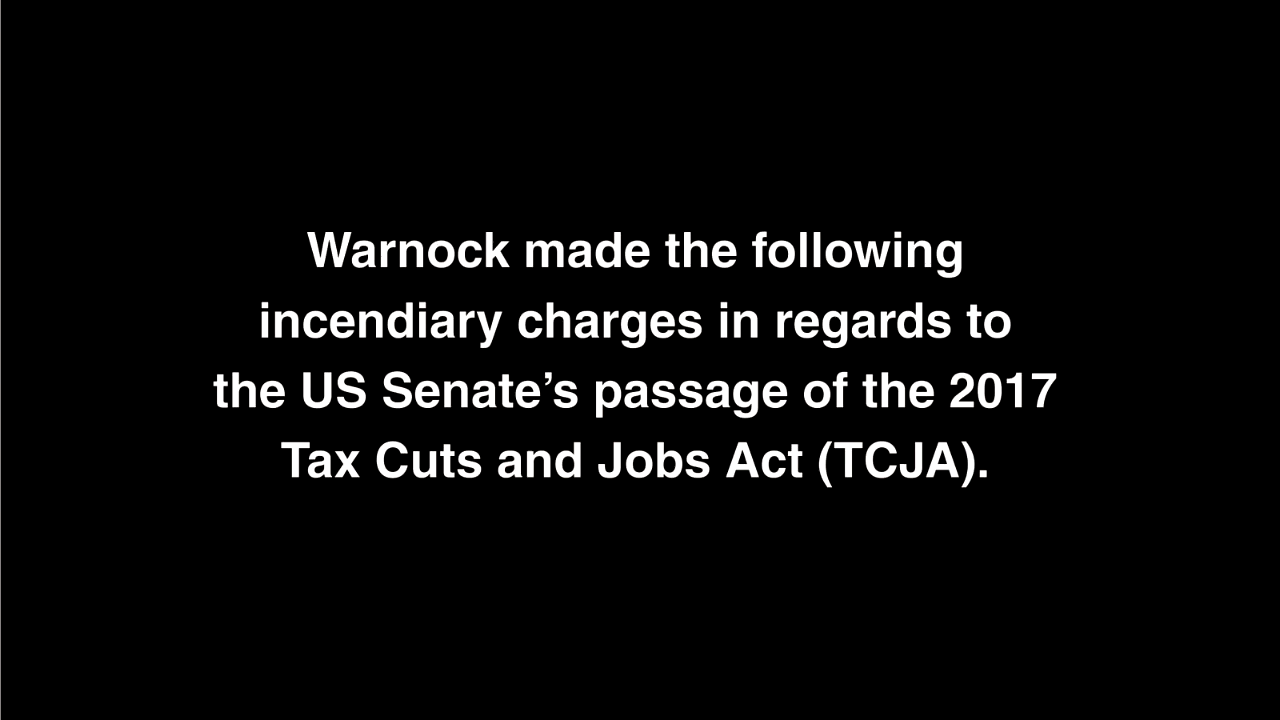 Warnock made the following
incendiary charges in regards to
the US Senate’s passage of the 2017
Tax Cuts and Jobs Act (TCJA).